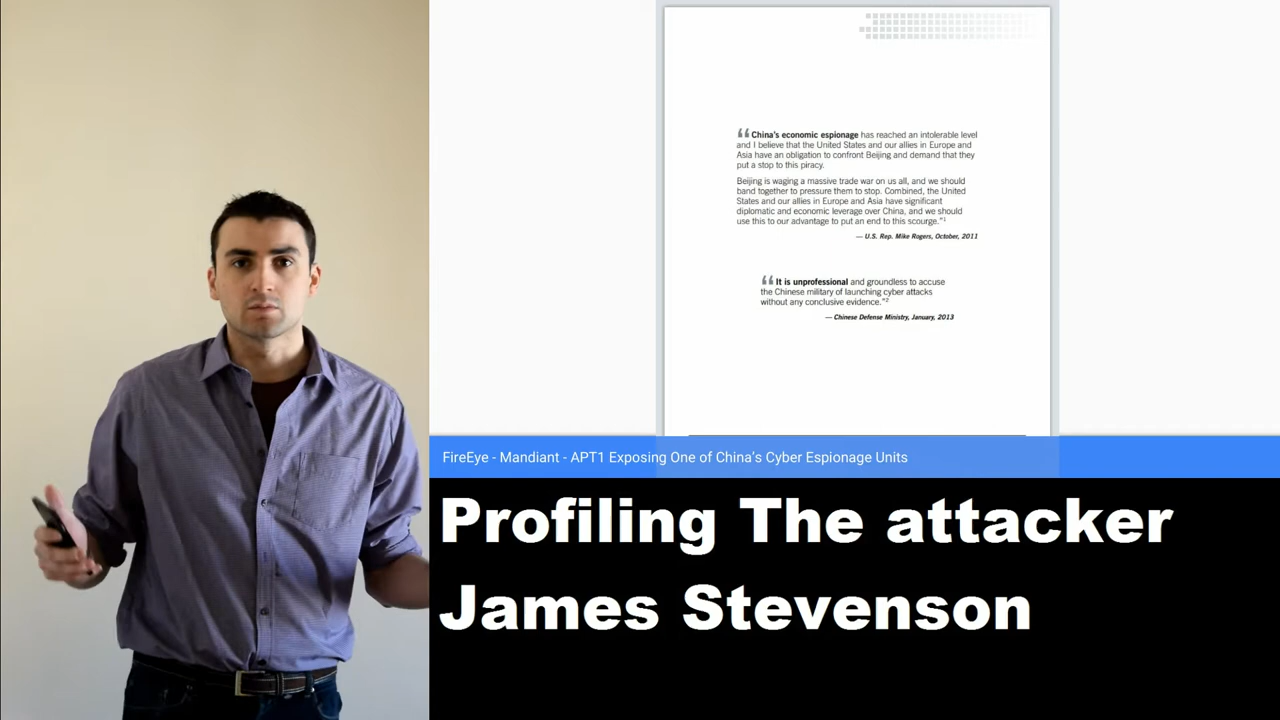 “China's economic espionage has reached an intolerable level
and I believe that the United States and our allies in Europe and
Asia have an obligation to confront Beijing and demand that they
put a stop to this piracy.
Beijing is waging a massive trade war on us all, and we should
band together to pressure them to stop. Combined, the United
States and our allies in Europe and Asia have significant
diplomatic and economic leverage over China, and we should
use this to our advantage to put an end to this scourge.”1
— U.S. Rep. Mike Rogers, October, 2011
“It is unprofessional and groundless to accuse
the Chinese military of launching cyber attacks
without any conclusive evidence.”2
— Chinese Defense Ministry, January, 2013
FireEye - Mandiant - APT1 Exposing One of China's Cyber Espionage Units
Profiling The attacker
James Stevenson